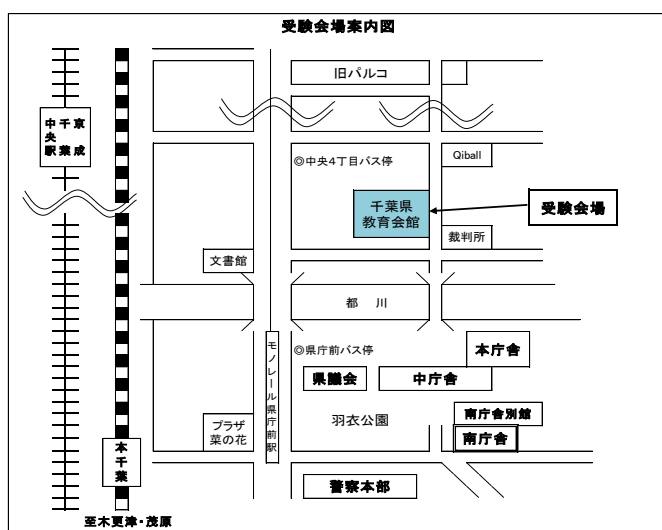 受験会場案内図
旧パルコ
京成
千葉
中央駅
◎中央4丁目バス停
Qiball
千葉県
教育会館
受験会場
裁判所
文書館
都川
モノレール県庁前駅
◎県庁前バス停
本庁舎
県議会
中庁舎
プラザ
菜の花
羽衣公園
南庁舎別館
南庁舎
本千葉
警察本部
至木更津・茂原